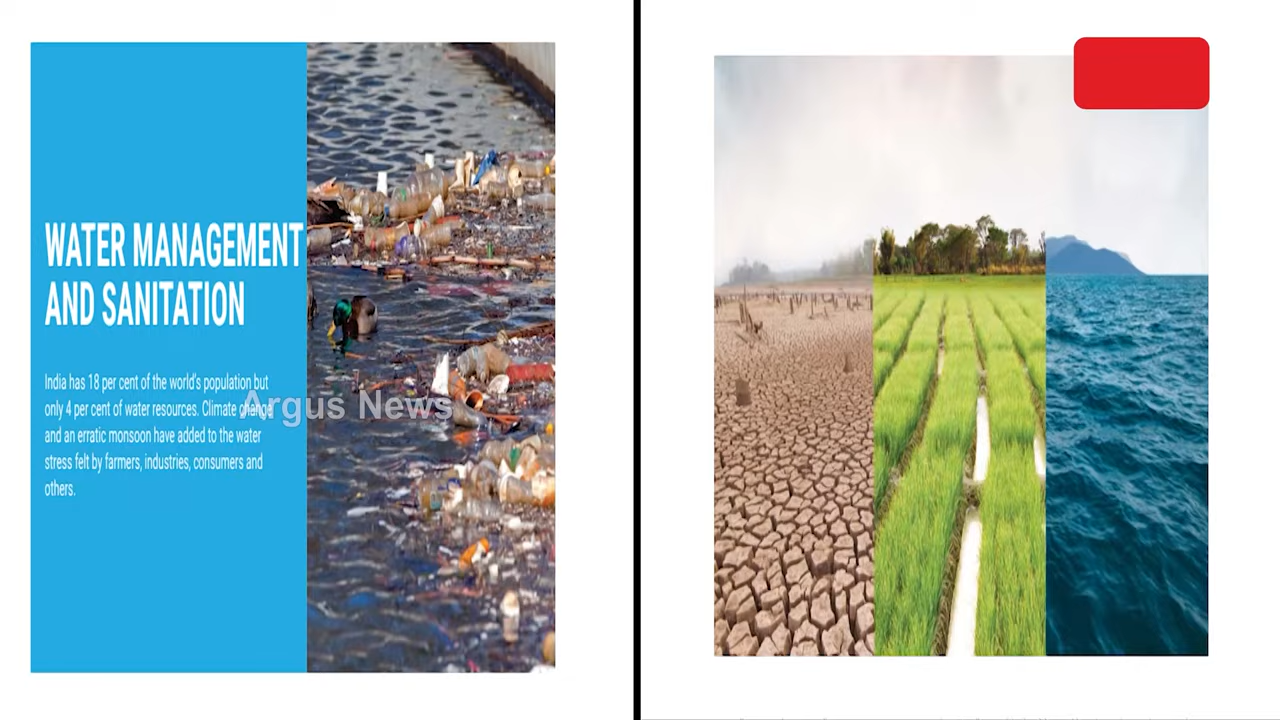 WATER MANAGEMENT
AND SANITATION
India has 18 per cent of the world's population but
only 4 per cent of water resources. Climate change
and an erratic monsoon have added to the water
stress felt by farmers, industries, consumers and
others.
Argus News